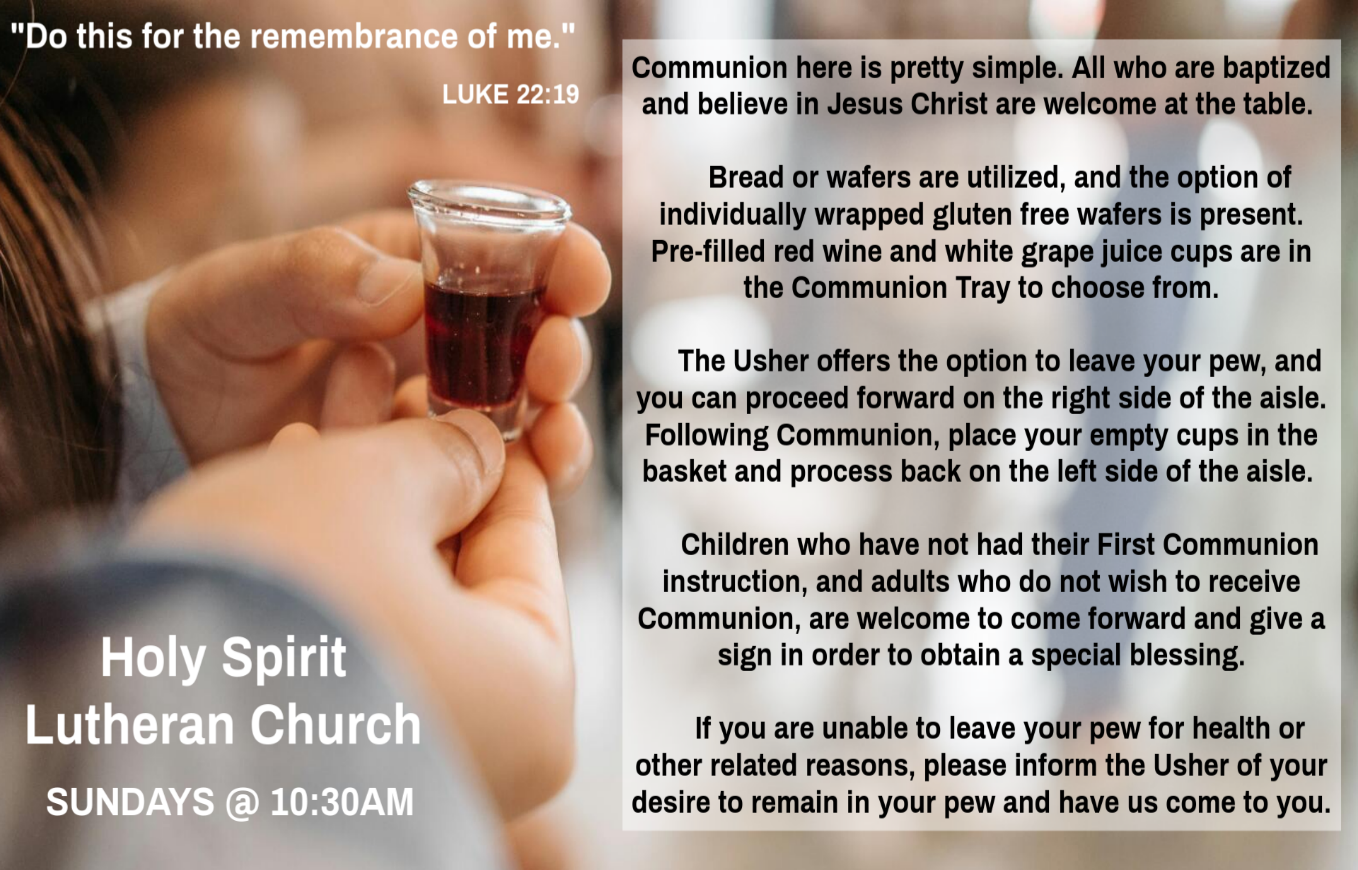 "Do this for the remembrance of me."
LUKE 22:19
Communion here is pretty simple. All who are baptized
and believe in Jesus Christ are welcome at the table.
Bread or wafers are utilized, and the option of
individually wrapped gluten free wafers is present.
Pre-filled red wine and white grape juice cups are in
the Communion Tray to choose from.
The Usher offers the option to leave your pew, and
you can proceed forward on the right side of the aisle.
Following Communion, place your empty cups in the
basket and process back on the left side of the aisle.
Children who have not had their First Communion
instruction, and adults who do not wish to receive
Communion, are welcome to come forward and give a
sign in order to obtain a special blessing.
If you are unable to leave your pew for health or
other related reasons, please inform the Usher of your
desire to remain in your pew and have us come to you.
Holy Spirit
Lutheran Church
SUNDAYS @ 10:30AM